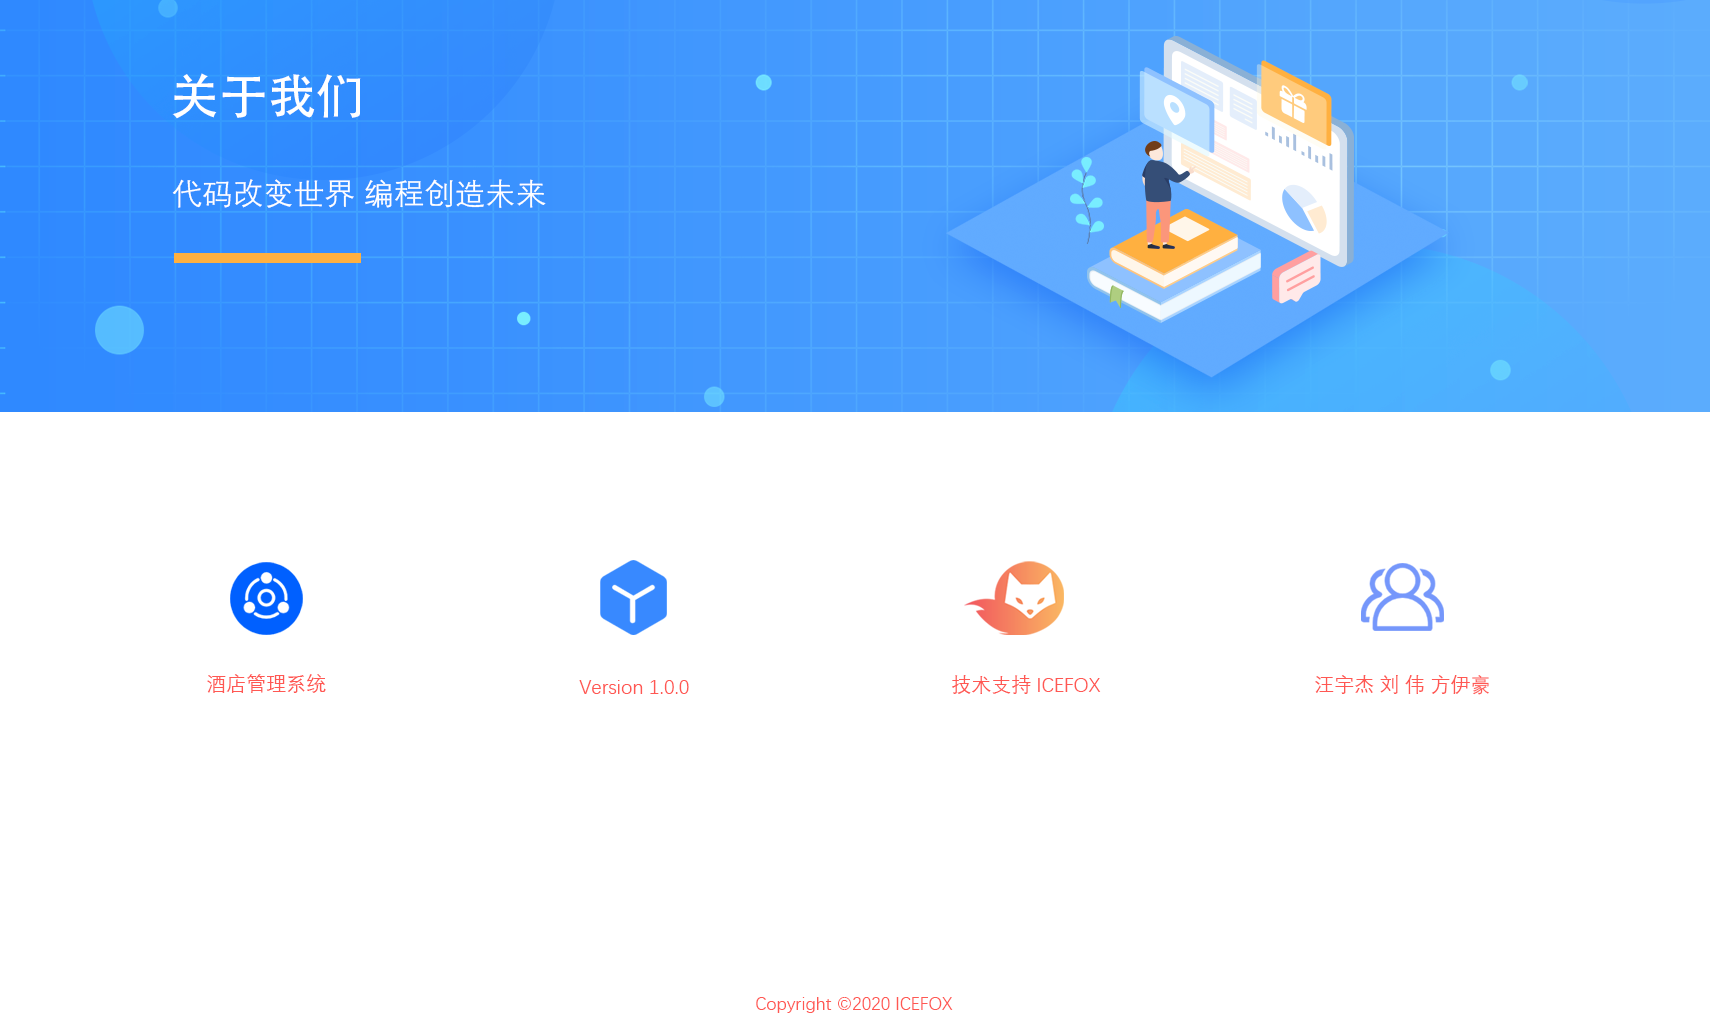 关于我们
代码改变世界 编程创造未来
酒店管理系统
Version 1.0.0
技术支持 ICEFOX
汪宇杰 刘 伟 方伊豪
Copyright ©2020 ICEFOX